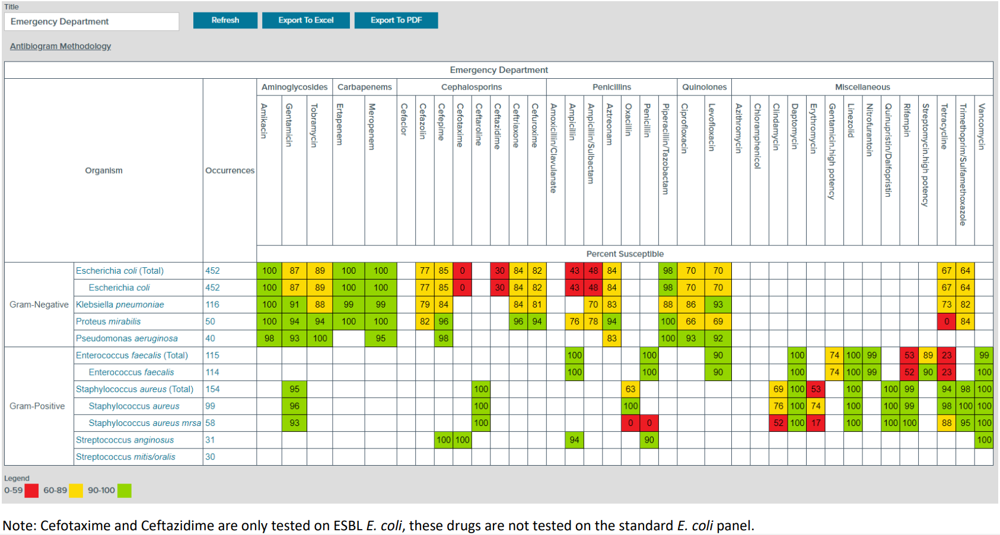 Title
Emergency Department
Refresh
Export To Excel
Export To PDF
Antibiogram Methodology
Emergency Department
Organism
Occurrences
Aminoglycosides Carbapenems Cephalosporins Penicillins Quinolones Miscellaneous
Amikacin
Gentamicin
Tobramycin
Ertapenem
Meropenem
Cefaclor
Cefazolin
Cefepime
Cefotaxime
Ceftaroline
Ceftazidime
Ceftriaxone
Cefuroxime
Amoxicillin/Clavulanate
Ampicillin
Ampicillin/Sulbactam
Aztreonam
Oxacillin
Penicillin
Piperacillin/Tazobactam
Ciprofloxacin
Levofloxacin
Azithromycin
Chloramphenicol
Clindamycin
Daptomycin
Erythromycin
Gentamicin.high potency
Linezolid
Nitrofurantoin
Quinupristin/Dalfopristin
Rifampin
Streptomycin.high potency
Tetracycline
Trimethoprim/Sulfamethoxazole
Vancomycin
Percent Susceptible
Gram-Negative
Escherichia coli (Total) 452 100 87 89 100 100 77 85 0 30 84 82 43 48 84 98 70 70 67 64
Escherichia coli 452 100 87 89 100 100 77 85 0 30 84 82 43 48 84 98 70 70 67 64
Klebsiella pneumoniae 116 100 91 88 99 99 79 84 84 81 70 83 88 86 93 73 82
Proteus mirabilis 50 100 94 94 100 100 82 96 96 94 76 78 94 100 66 69 0 84
Pseudomonas aeruginosa 40 98 93 100 95 98 83 100 93 92
Gram-Positive
Enterococcus faecalis (Total) 115 100 100 90 100 74 100 99 53 89 23 99
Enterococcus faecalis 114 100 100 90 100 74 100 99 52 90 23 100
Staphylococcus aureus (Total) 154 95 100 63 69 100 53 100 100 99 94 98 100
Staphylococcus aureus 99 96 100 100 76 100 74 100 100 99 98 100 100
Staphylococcus aureus mrsa 58 93 100 0 0 52 100 17 100 100 100 88 95 100
Streptococcus anginosus 31 100 100 94 90 100
Streptococcus mitis/oralis 30
Legend
0-59 60-89 90-100
Note: Cefotaxime and Ceftazidime are only tested on ESBL E. coli, these drugs are not tested on the standard E. coli panel.